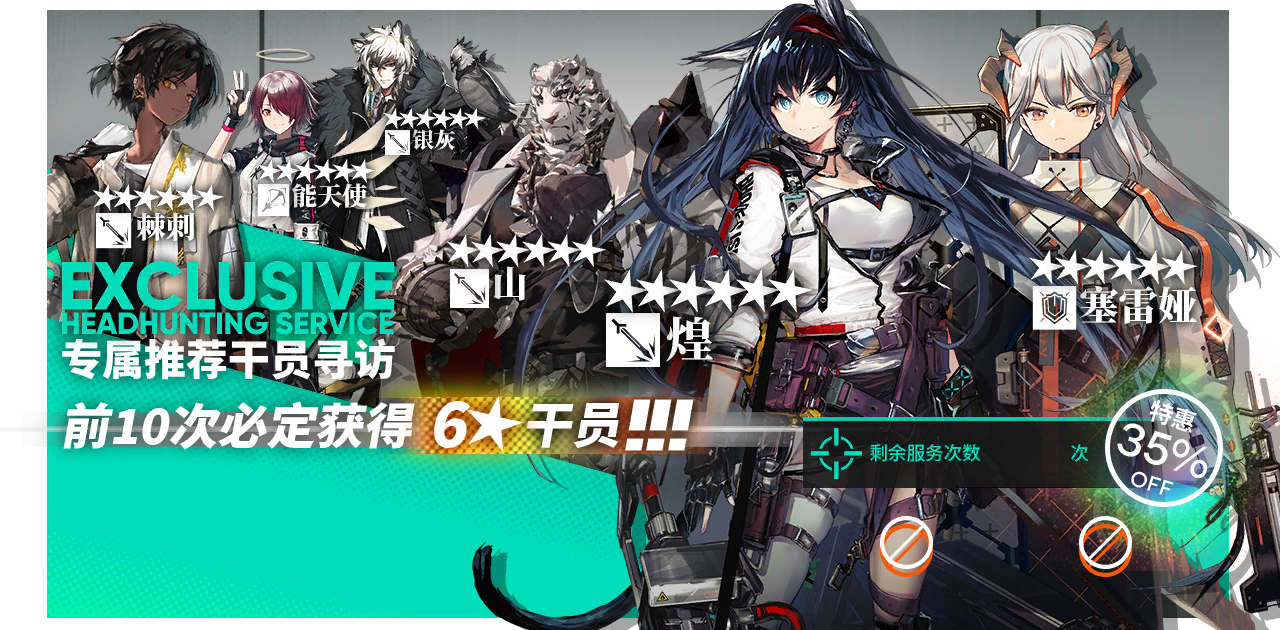 ★★★★★★
银灰
★★★★★★
能天使
★★★★★★
棘刺
★★★★★★
山
★★★★★★
煌
★★★★★★
塞雷娅
EXCLUSIVE
HEADHUNTING SERVICE
专属推荐干员寻访
前10次必定获得 6★干员!!!
剩余服务次数 次
特惠
35%
OFF